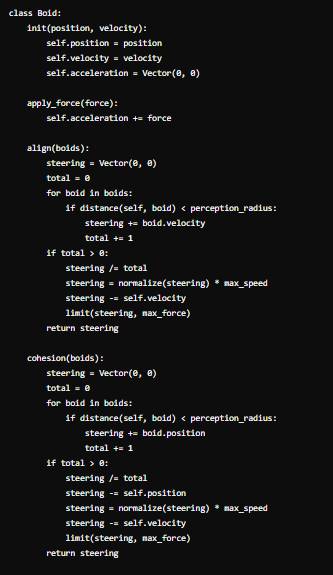 class Boid:
    init(position, velocity):
        self.position = position
        self.velocity = velocity
        self.acceleration = Vector(0, 0)

    apply_force(force):
        self.acceleration += force

    align(boids):
        steering = Vector(0, 0)
        total = 0
        for boid in boids:
            if distance(self, boid) < perception_radius:
                steering += boid.velocity
                total += 1
        if total > 0:
            steering /= total
            steering = normalize(steering) * max_speed
            steering -= self.velocity
            limit(steering, max_force)
        return steering

    cohesion(boids):
        steering = Vector(0, 0)
        total = 0
        for boid in boids:
            if distance(self, boid) < perception_radius:
                steering += boid.position
                total += 1
        if total > 0:
            steering /= total
            steering -= self.position
            steering = normalize(steering) * max_speed
            steering -= self.velocity
            limit(steering, max_force)
        return steering